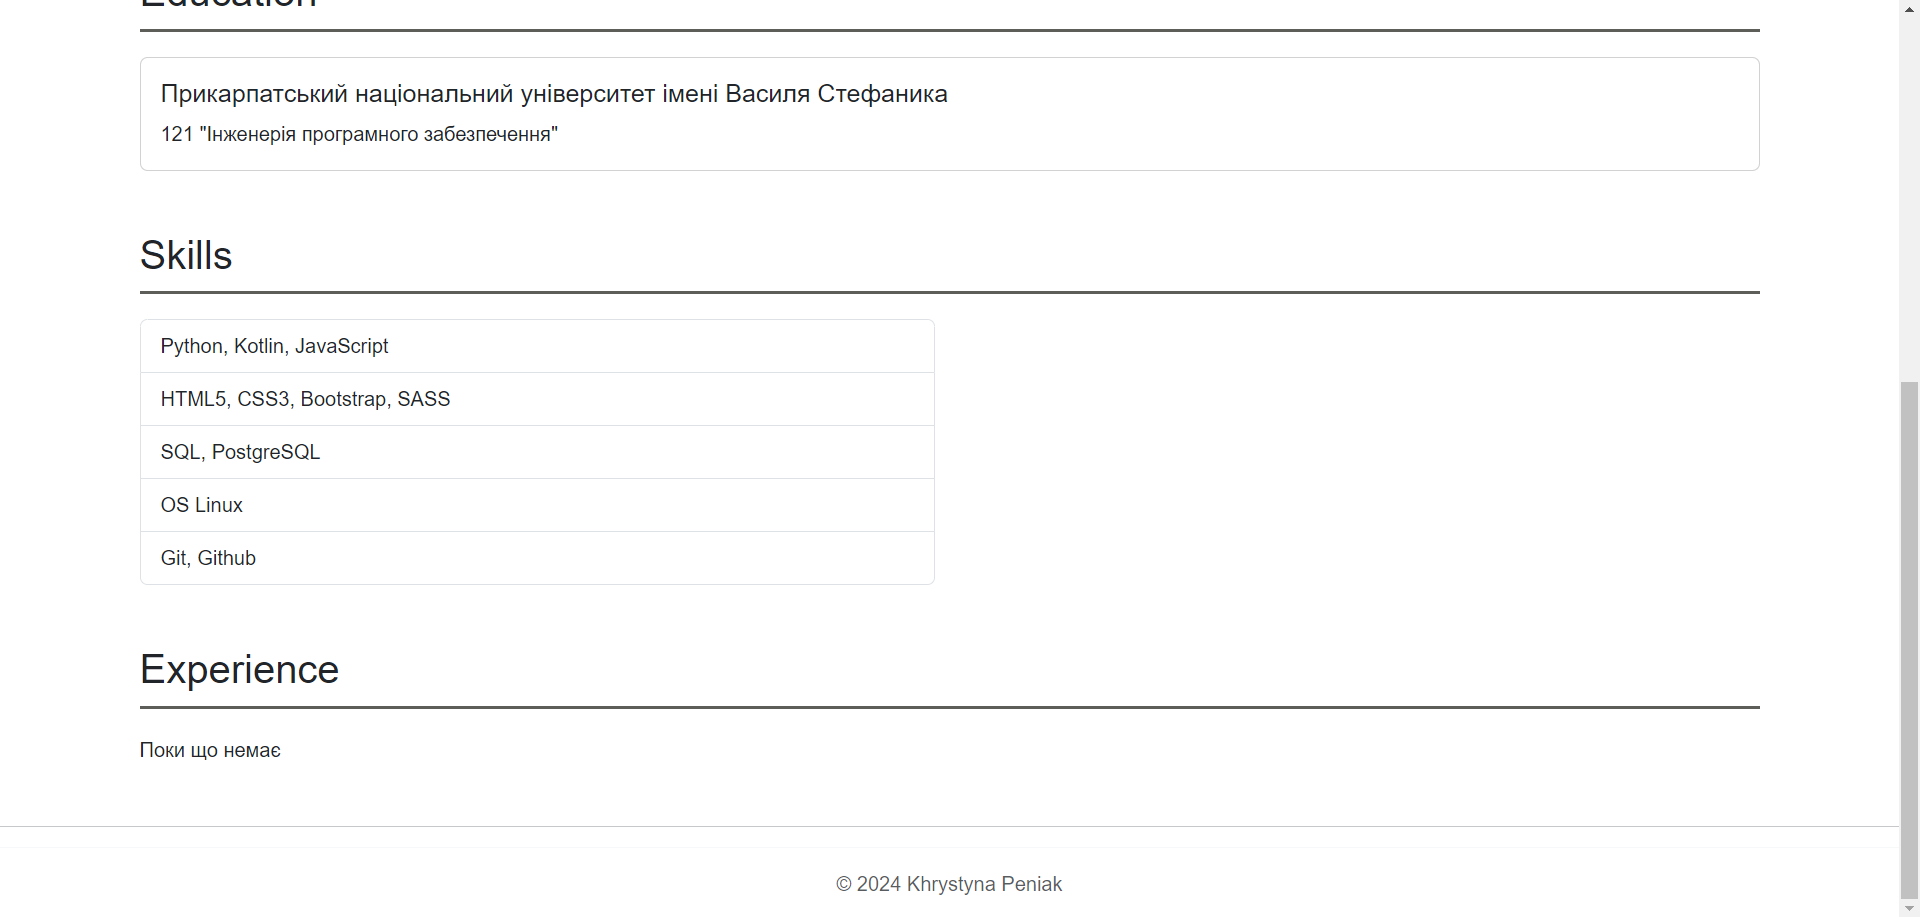 Education
Прикарпатський національний університет імені Василя Стефаника
121 "Інженерія програмного забезпечення"
Skills
Python, Kotlin, JavaScript
HTML5, CSS3, Bootstrap, SASS
SQL, PostgreSQL
OS Linux
Git, Github
Experience
Поки що немає
© 2024 Khrystyna Peniak